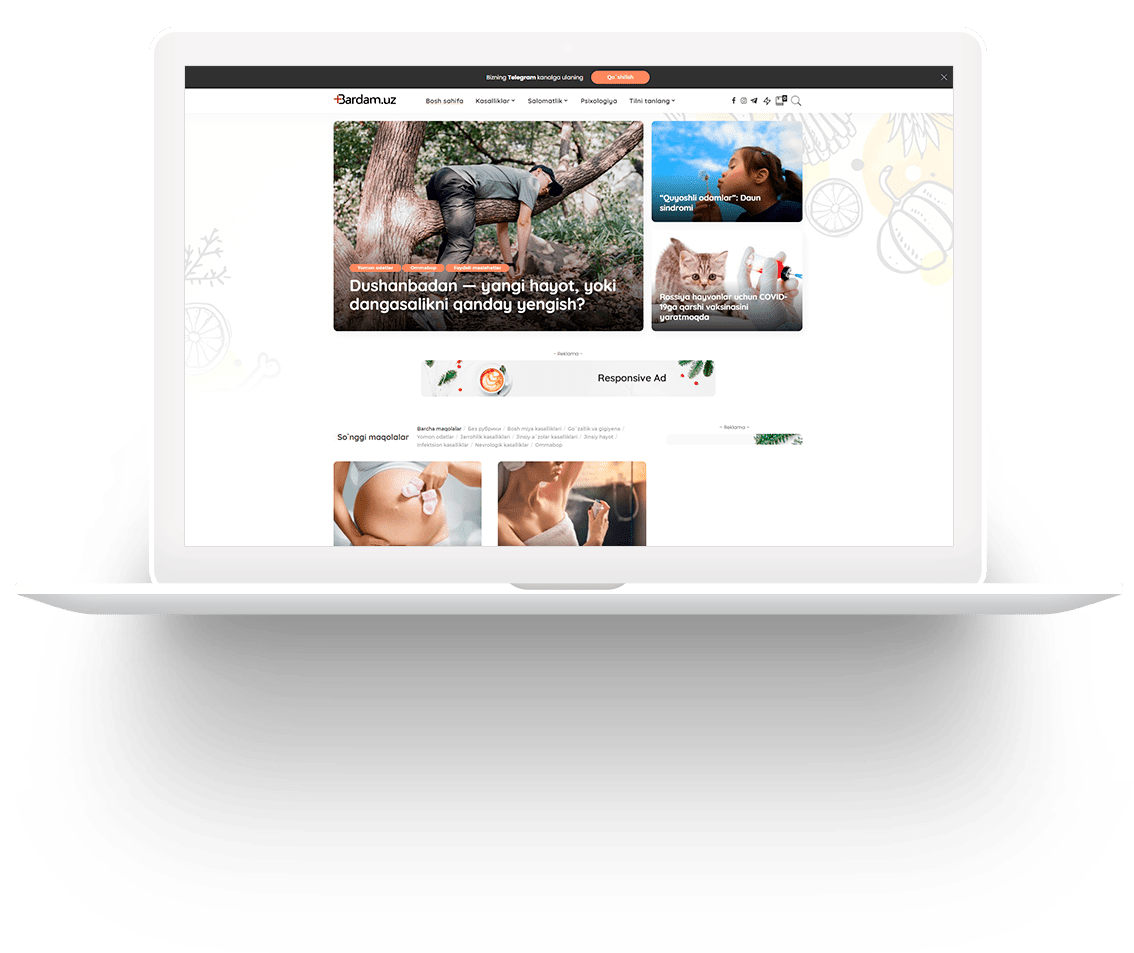 Bizning Telegram kanalga ulaning
Qo`shilish
Bardam.uz
Bosh sahifa
Kasalliklar
Salomatlik
Psixologiya
Tilni tanlang
Yomon odatlar
Ommabop
Foydali maslahatlar
Dushanbadan — yangi hayot, yoki
dangasalikni qanday yengish?
“Quyoshli odamlar”: Daun
sindromi
Rossiya hayvonlar uchun COVID-
19ga qarshi vaksinasini
yaratmoqda
- Reklama -
Responsive Ad
So`nggi maqolalar
Barcha maqolalar / Без рубрики / Bosh miya kasalliklari / Go`zallik va gigiyena /
Yomon odatlar / Jarrohlik kasalliklari / Jinsiy a`zolar kasalliklari / Jinsiy hayot /
Infektsion kasalliklar / Nevrologik kasalliklar / Ommabop
- Reklama -